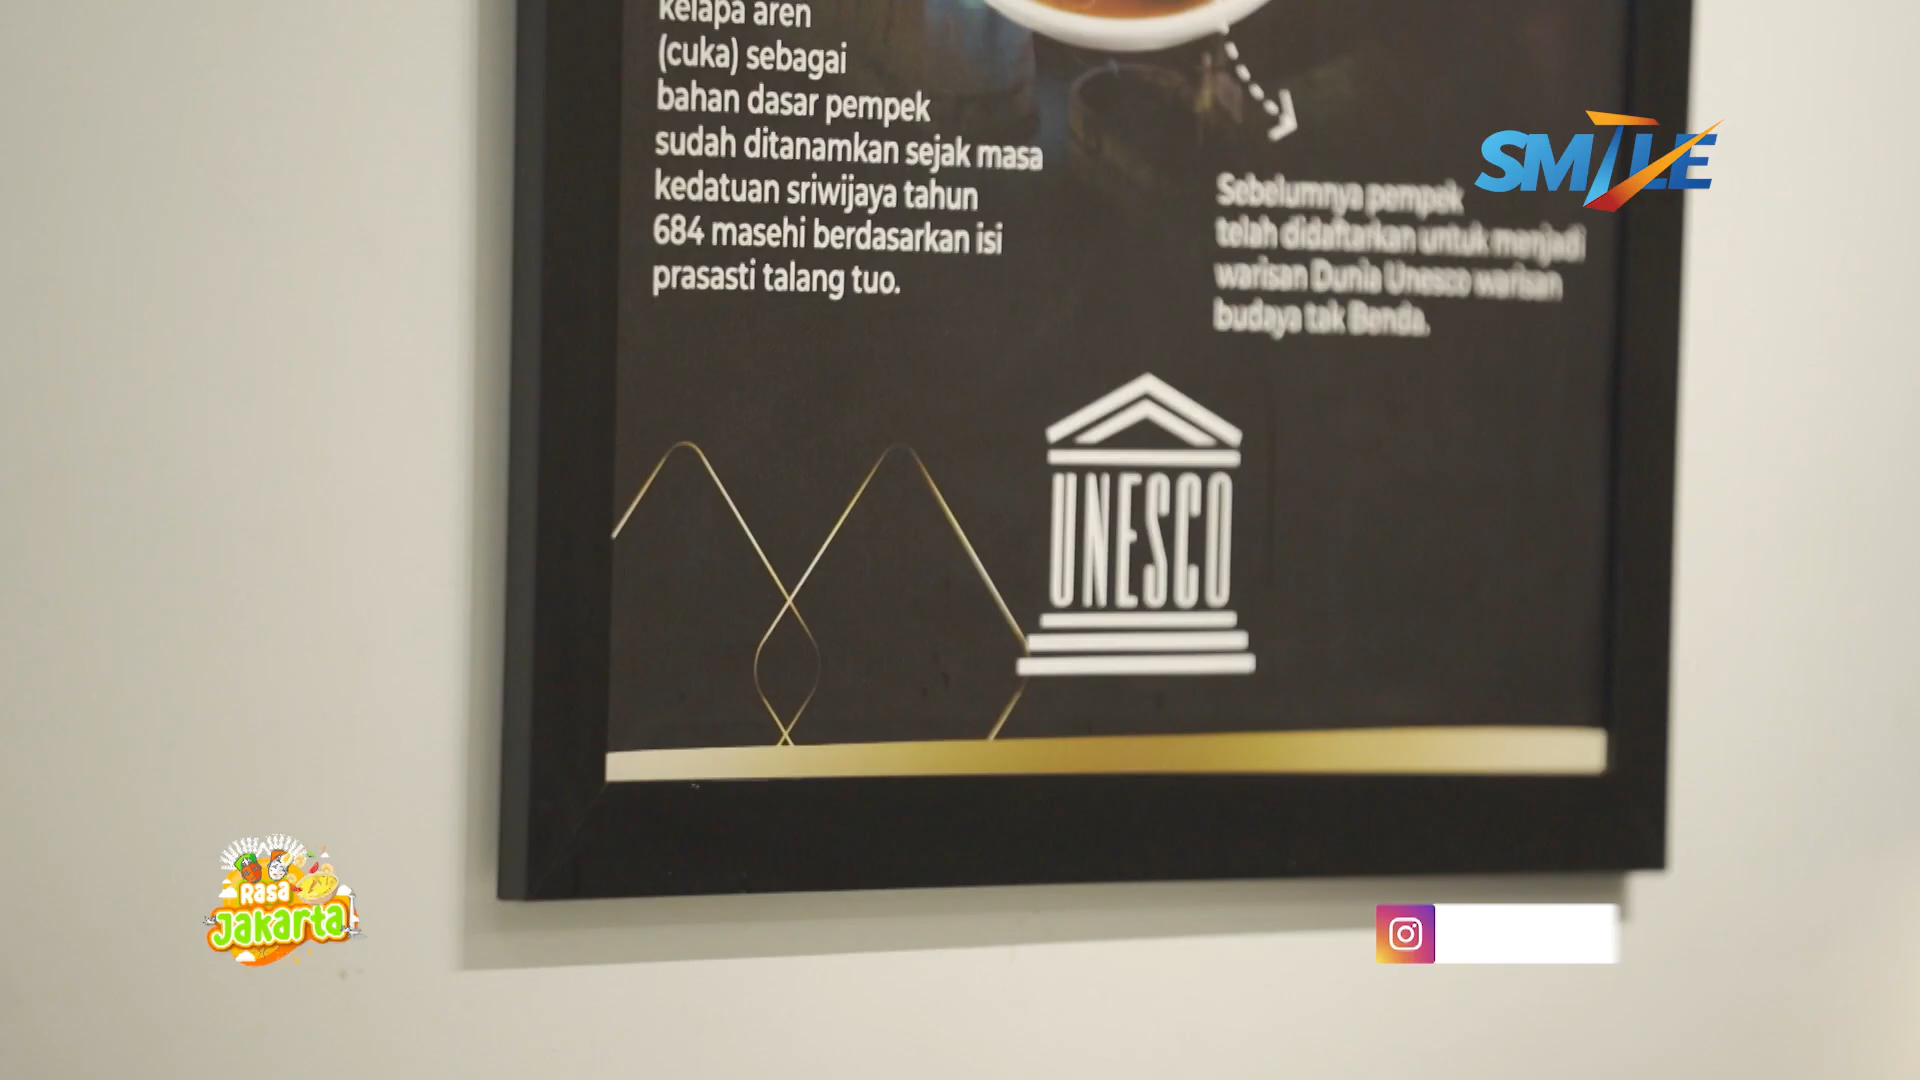 kelapa aren
(cuka) sebagai
bahan dasar pempek
sudah ditanamkan sejak masa
kedatuan sriwijaya tahun
684 masehi berdasarkan isi
prasasti talang tuo.
SMILE
Sebelumnya pempek
telah didaftarkan untuk menjadi
warisan Dunia Unesco warisan
budaya tak Benda.
UNESCO
Rasa
Jakarta